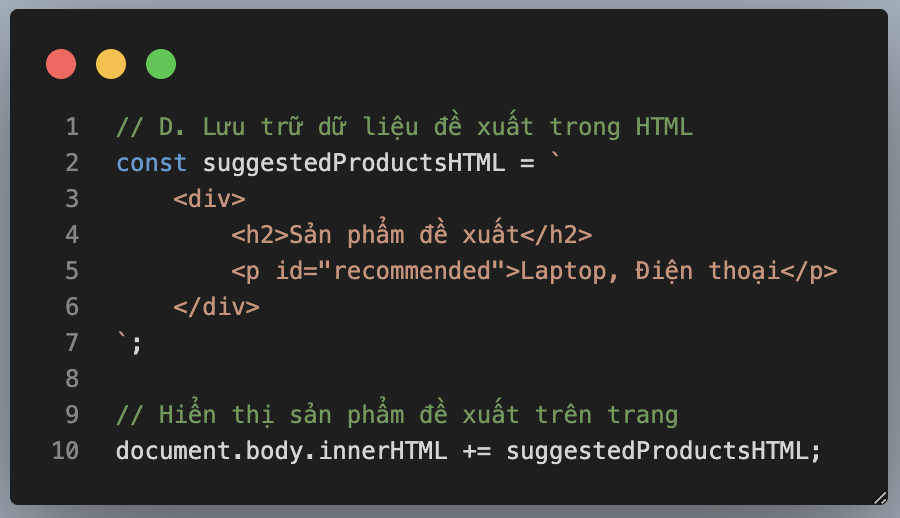 1 // D. Lưu trữ dữ liệu đề xuất trong HTML
2 const suggestedProductsHTML = `
3     <div>
4         <h2>Sản phẩm đề xuất</h2>
5         <p id="recommended">Laptop, Điện thoại</p>
6     </div>
7 `;
8
9 // Hiển thị sản phẩm đề xuất trên trang
10 document.body.innerHTML += suggestedProductsHTML;